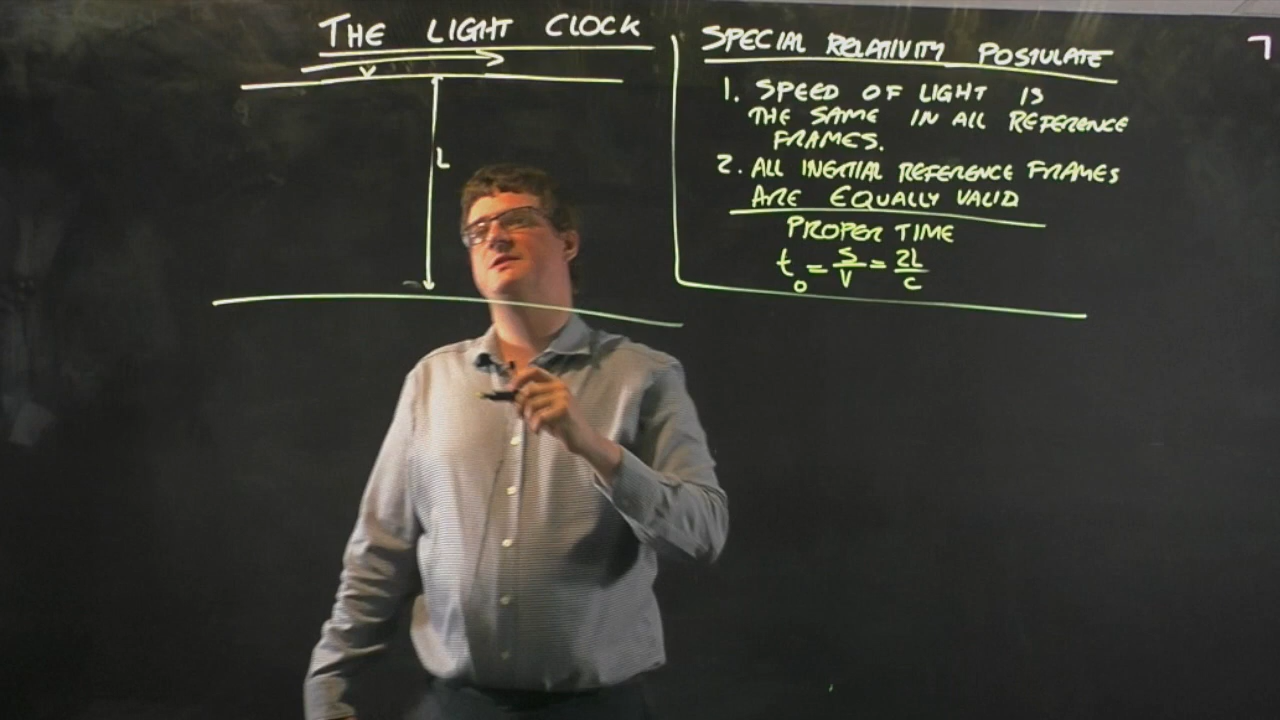 THE LIGHT CLOCK
v
L
SPECIAL RELATIVITY POSTULATE
1. SPEED OF LIGHT IS
THE SAME IN ALL REFERENCE
FRAMES.
2. ALL INERTIAL REFERENCE FRAMES
ARE EQUALLY VALID
PROPER TIME
t₀ = S/V = 2L/C